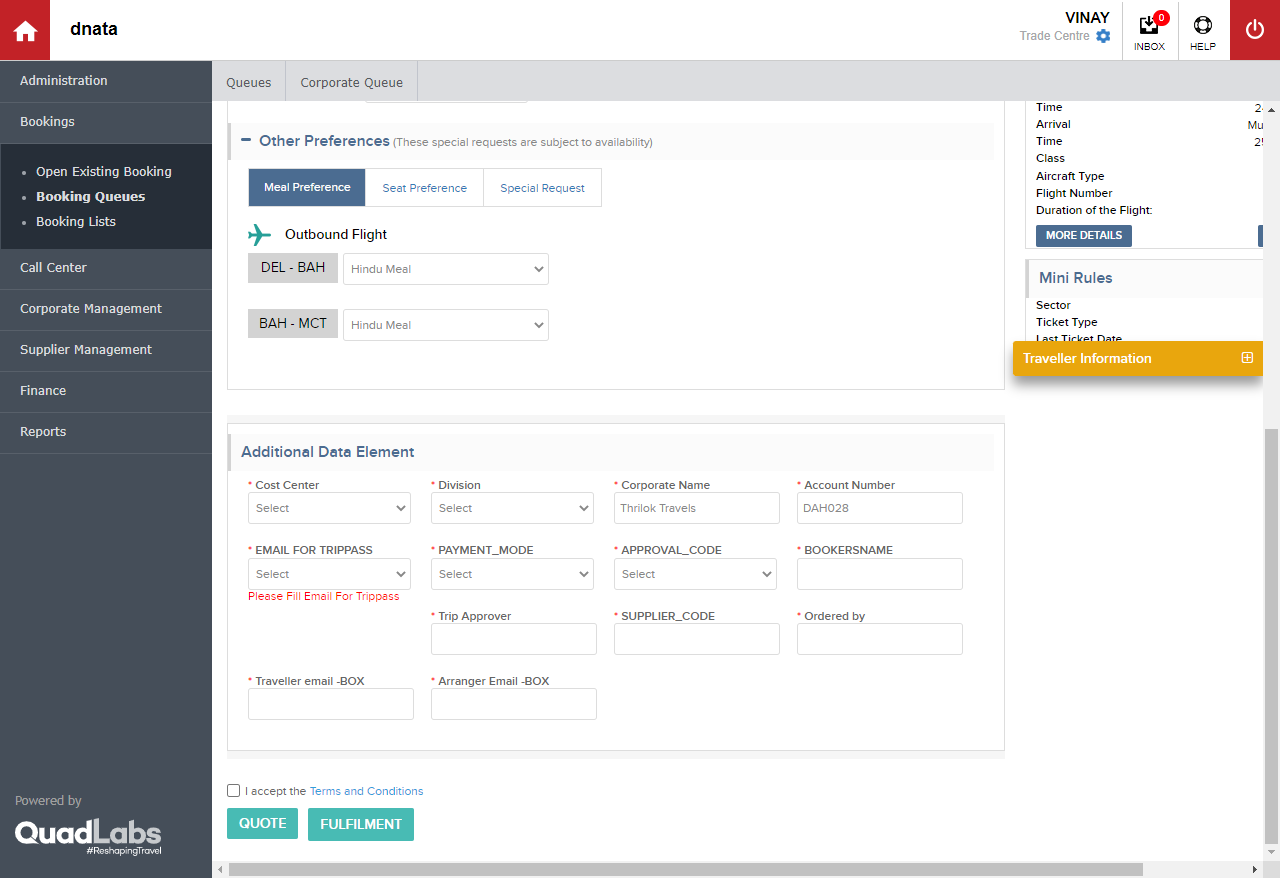 dnata
VINAY
Trade Centre
0
INBOX
HELP
Administration
Bookings
Open Existing Booking
Booking Queues
Booking Lists
Call Center
Corporate Management
Supplier Management
Finance
Reports
Powered by
QuadLabs
#ReshapingTravel
Queues
Corporate Queue
Other Preferences (These special requests are subject to availability)
Meal Preference
Seat Preference
Special Request
Outbound Flight
DEL - BAH
Hindu Meal
BAH - MCT
Hindu Meal
Additional Data Element
* Cost Center
Select
* Division
Select
* Corporate Name
Thrilok Travels
* Account Number
DAH028
* EMAIL FOR TRIPPASS
Select
Please Fill Email For Trippass
* PAYMENT_MODE
Select
* APPROVAL_CODE
Select
* BOOKERSNAME
* Trip Approver
* SUPPLIER_CODE
* Ordered by
* Traveller email -BOX
* Arranger Email -BOX
I accept the Terms and Conditions
QUOTE
FULFILMENT
Time
Arrival
Time
Class
Aircraft Type
Flight Number
Duration of the Flight:
MORE DETAILS
Mini Rules
Sector
Ticket Type
Last Ticket Date
Traveller Information